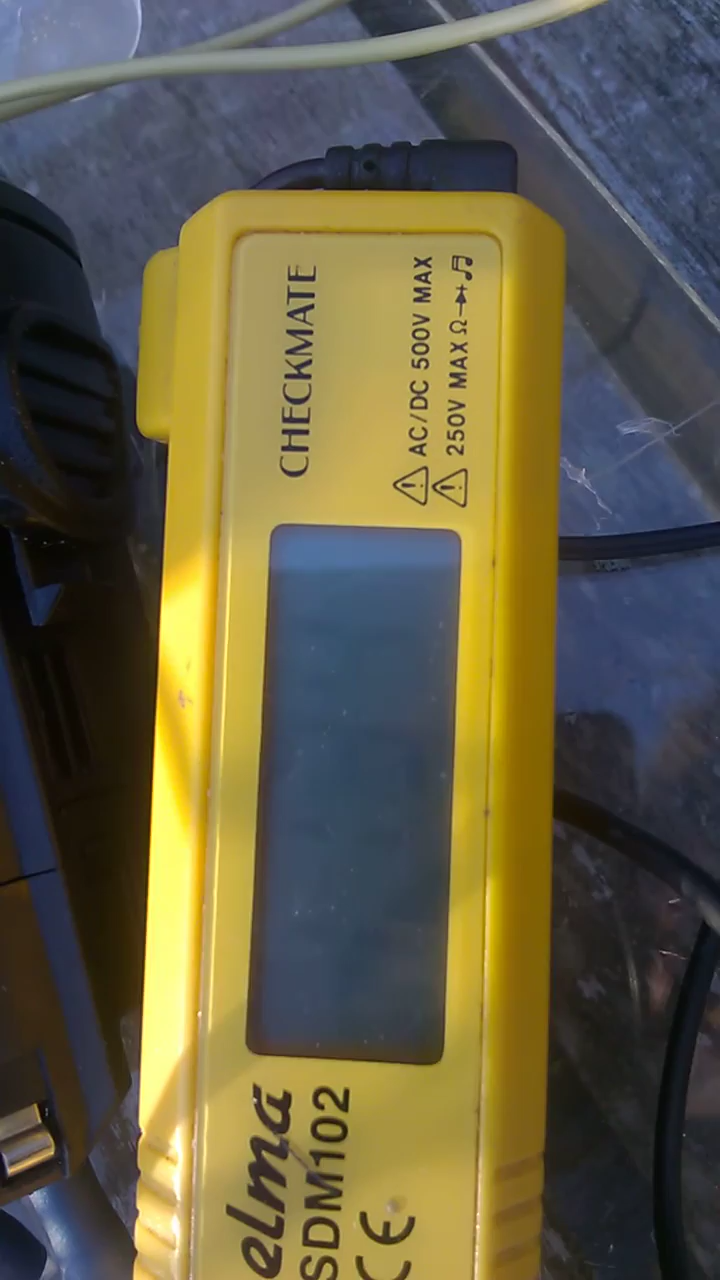 elma
SDM102
CE
CHECKMATE
⚠ AC/DC 500V MAX
⚠ 250V MAX Ω